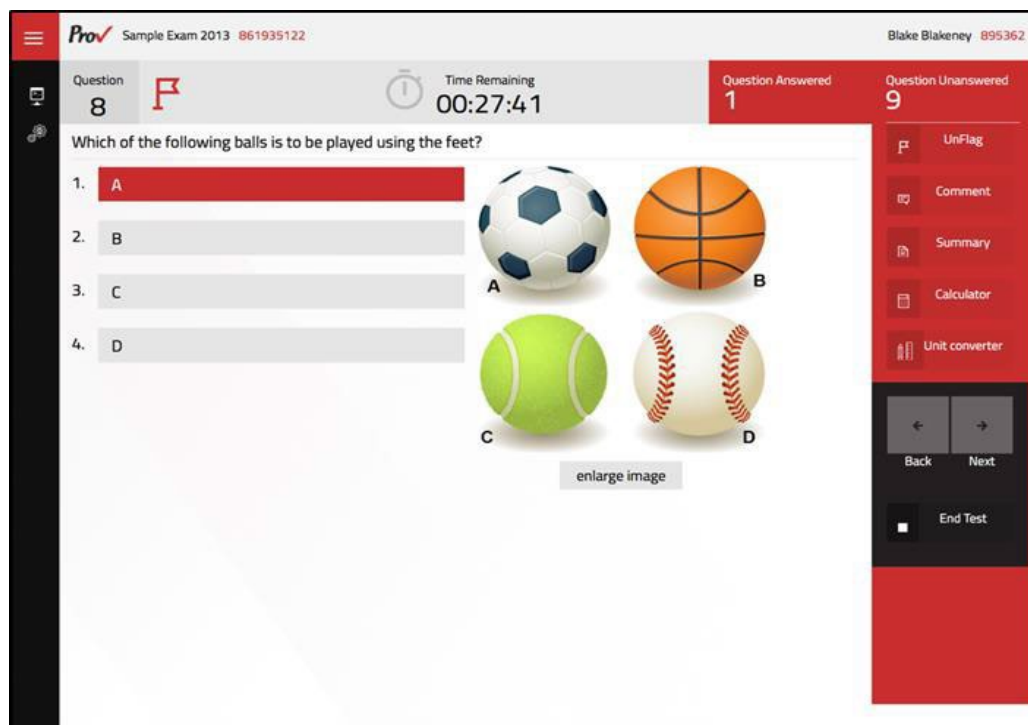 Prov Sample Exam 2013 861935122 Blake Blakeney 895362
Question
8
Time Remaining
00:27:41
Question Answered
1
Question Unanswered
9
Which of the following balls is to be played using the feet?
1. A
2. B
3. C
4. D
A
B
C
D
enlarge image
UnFlag
Comment
Summary
Calculator
Unit converter
Back Next
End Test